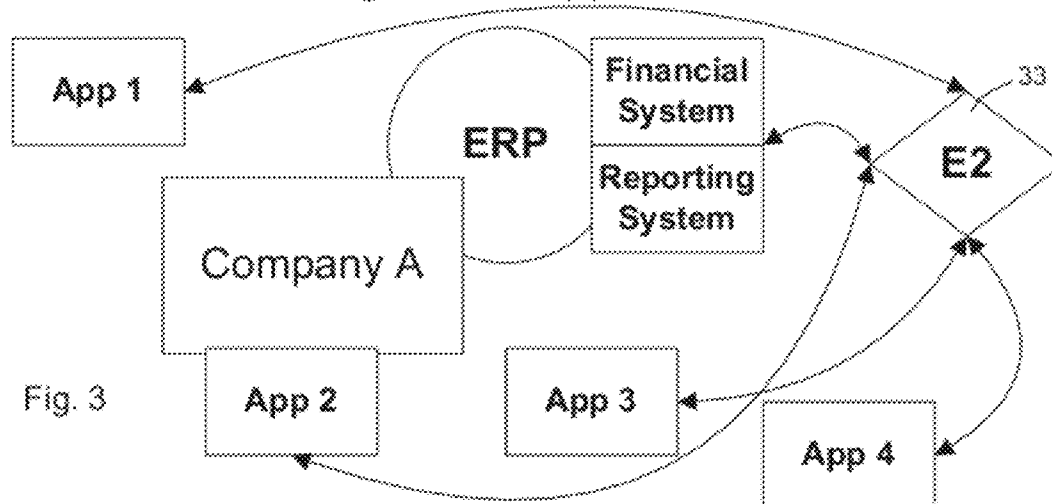 App 1
Financial
System
33
ERP
E2
Reporting
System
Company A
Fig. 3
App 2
App 3
App 4